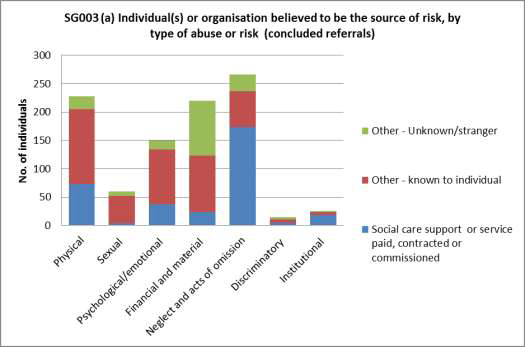 SG003 (a) Individual(s) or organisation believed to be the source of risk, by
type of abuse or risk  (concluded referrals)
No. of individuals
300
250
200
150
100
50
0
Physical
Sexual
Psychological/emotional
Financial and material
Neglect and acts of omission
Discriminatory
Institutional
Other - Unknown/stranger
Other - known to individual
Social care support  or service
paid, contracted or
commissioned